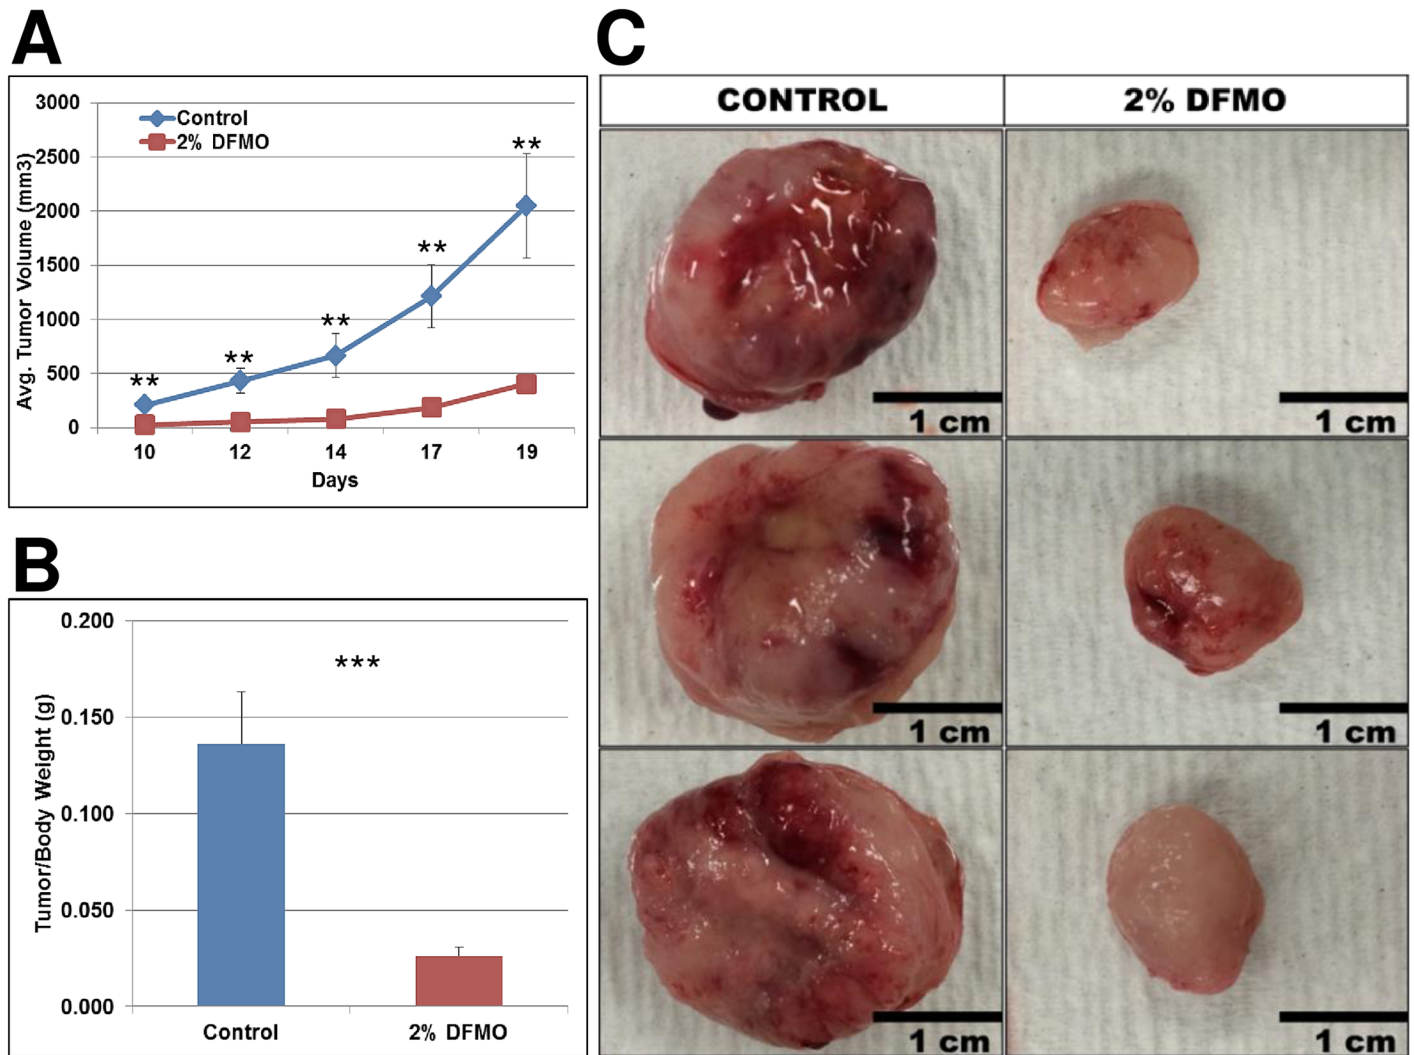 A
3000
2500
2000
1500
1000
500
0
Avg. Tumor Volume (mm3)
Control
2% DFMO
**
**
**
**
**
10 12 14 17 19
Days
B
0.200
0.150
0.100
0.050
0.000
Tumor/Body Weight (g)
***
Control 2% DFMO
C
CONTROL 2% DFMO
1 cm 1 cm
1 cm 1 cm
1 cm 1 cm